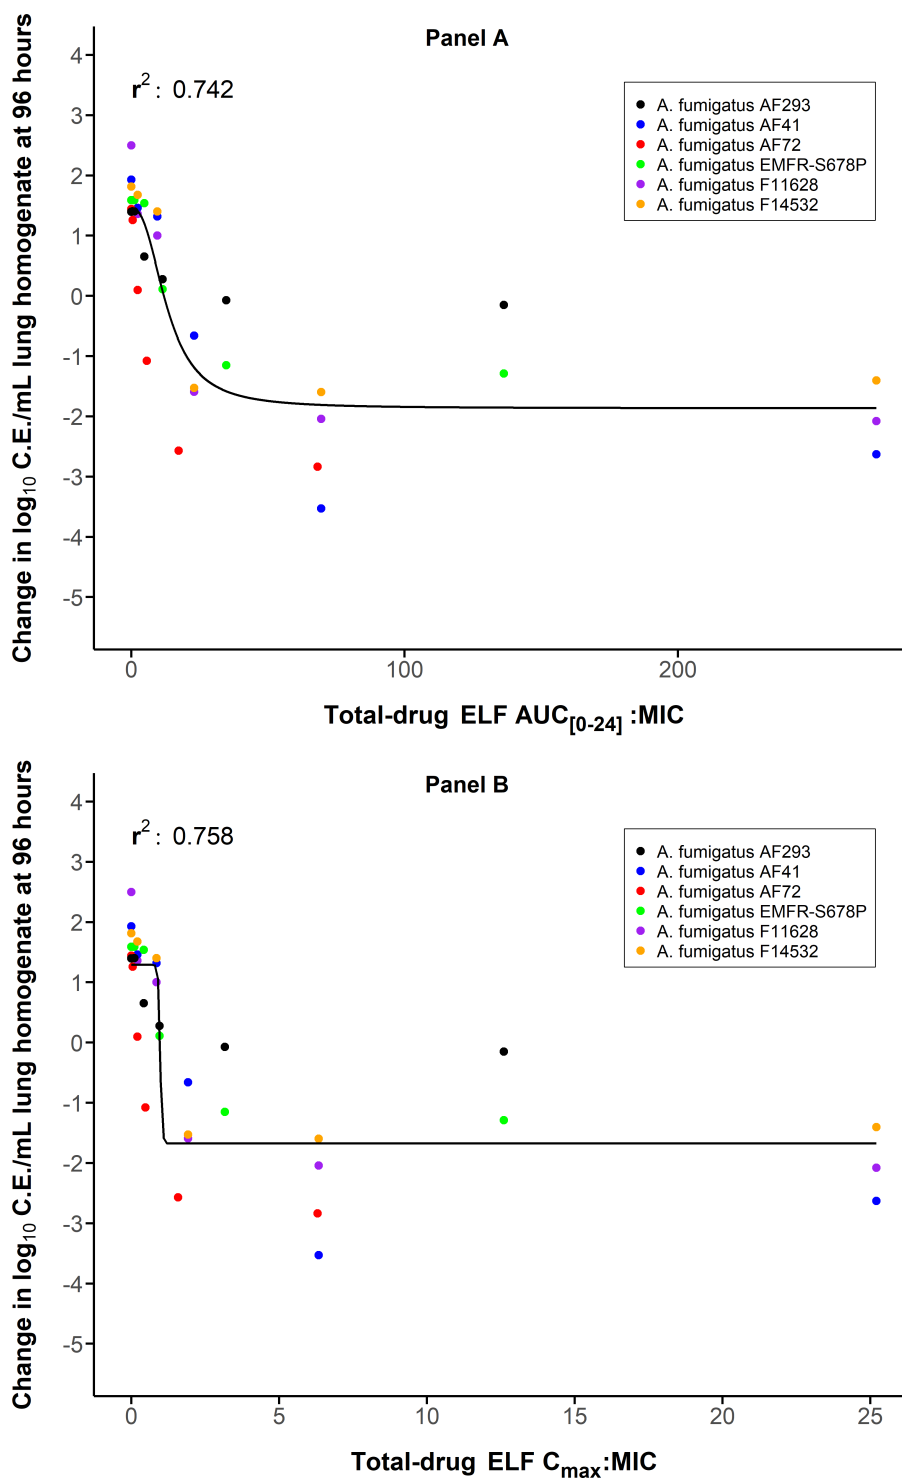 Panel A
r²: 0.742
4
3
2
1
0
-1
-2
-3
-4
-5
Change in log₁₀ C.E./mL lung homogenate at 96 hours
A. fumigatus AF293
A. fumigatus AF41
A. fumigatus AF72
A. fumigatus EMFR-S678P
A. fumigatus F11628
A. fumigatus F14532
0 100 200
Total-drug ELF AUC[0-24] :MIC
Panel B
r²: 0.758
4
3
2
1
0
-1
-2
-3
-4
-5
Change in log₁₀ C.E./mL lung homogenate at 96 hours
A. fumigatus AF293
A. fumigatus AF41
A. fumigatus AF72
A. fumigatus EMFR-S678P
A. fumigatus F11628
A. fumigatus F14532
0 5 10 15 20 25
Total-drug ELF Cmax:MIC